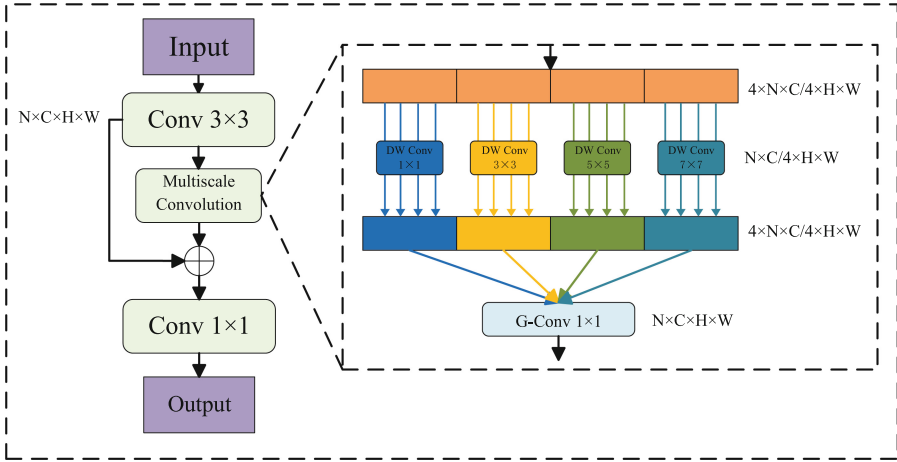 Input
N×C×H×W
Conv 3×3
Multiscale
Convolution
Conv 1×1
Output
4×N×C/4×H×W
DW Conv
1×1
DW Conv
3×3
DW Conv
5×5
DW Conv
7×7
N×C/4×H×W
4×N×C/4×H×W
G-Conv 1×1
N×C×H×W